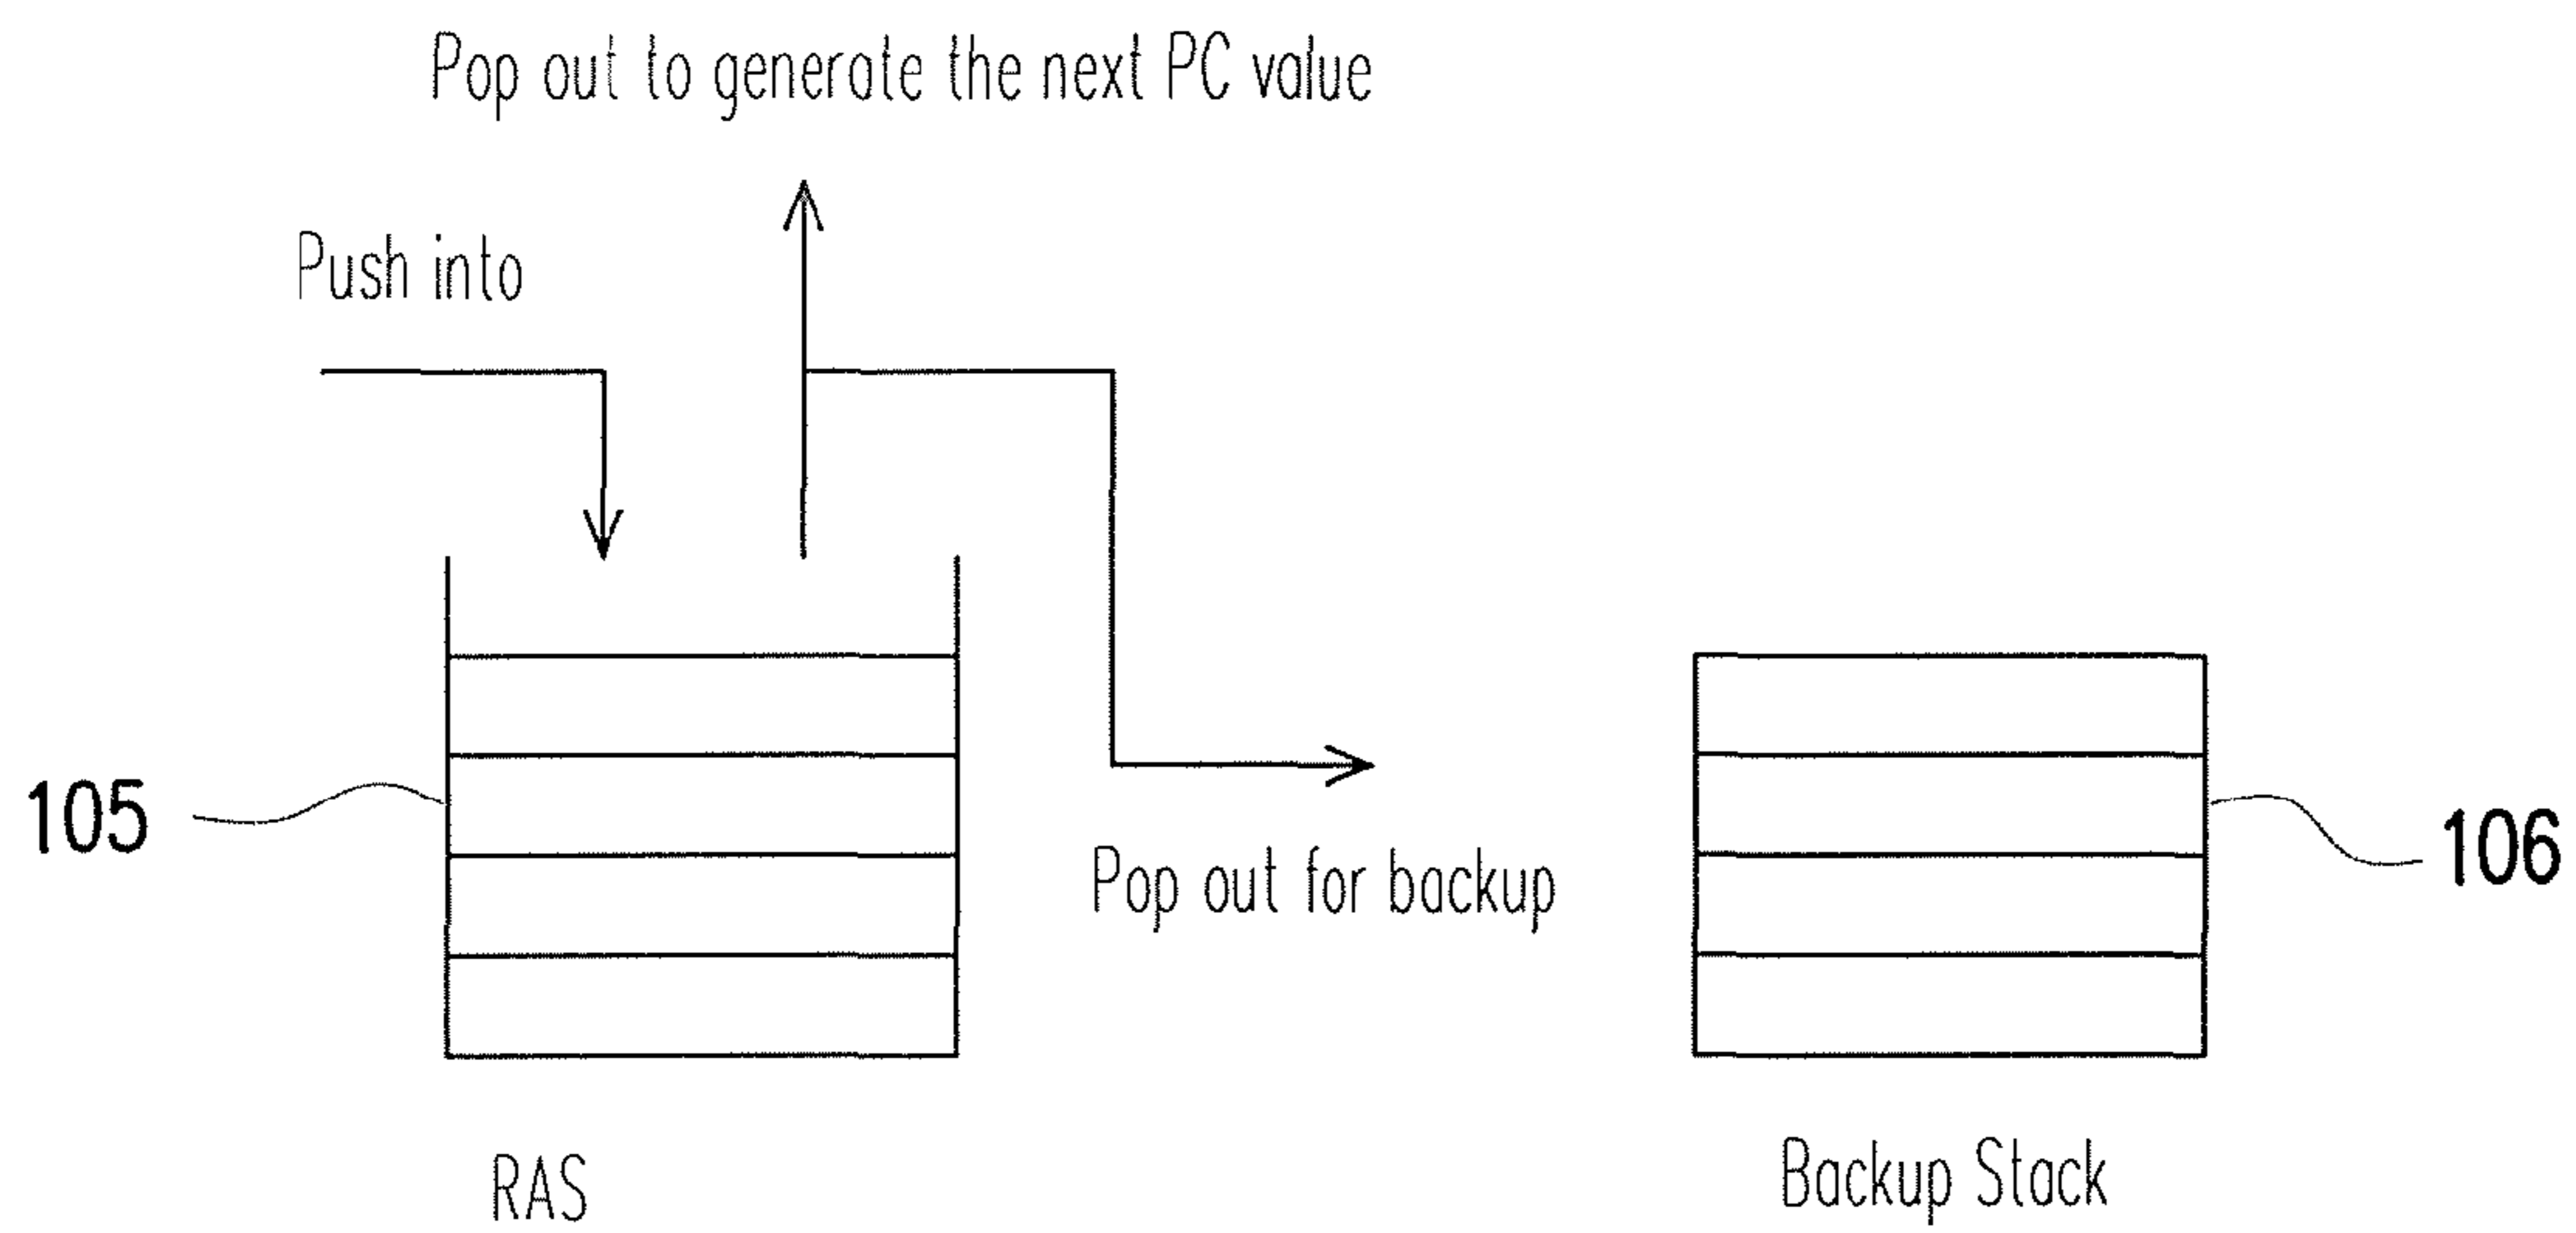 Pop out to generate the next PC value
Push into
105
Pop out for backup
106
RAS
Backup Stack